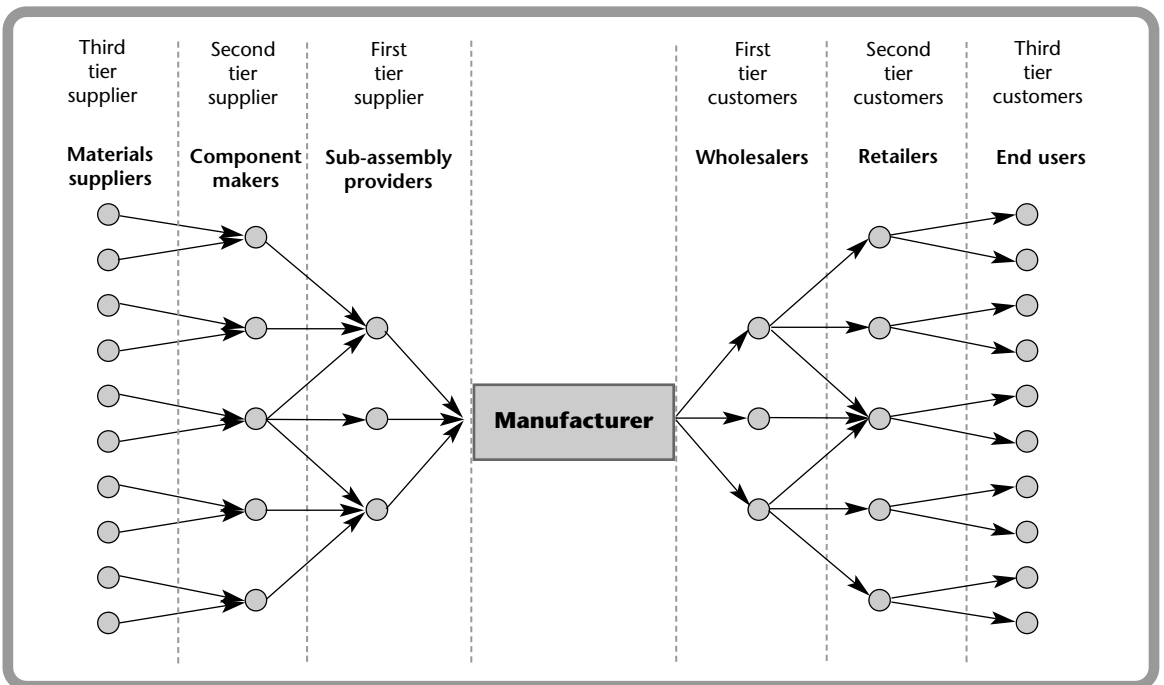 Third
tier
supplier
Second
tier
supplier
First
tier
supplier
First
tier
customers
Second
tier
customers
Third
tier
customers
Materials
suppliers
Component
makers
Sub-assembly
providers
Wholesalers
Retailers
End users
Manufacturer